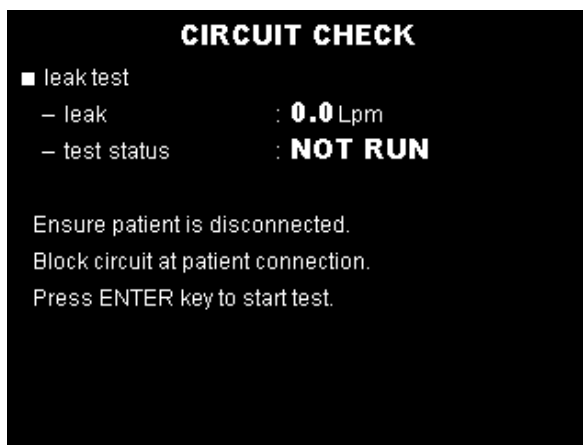 CIRCUIT CHECK
■ leak test
– leak : 0.0 Lpm
– test status : NOT RUN
Ensure patient is disconnected.
Block circuit at patient connection.
Press ENTER key to start test.